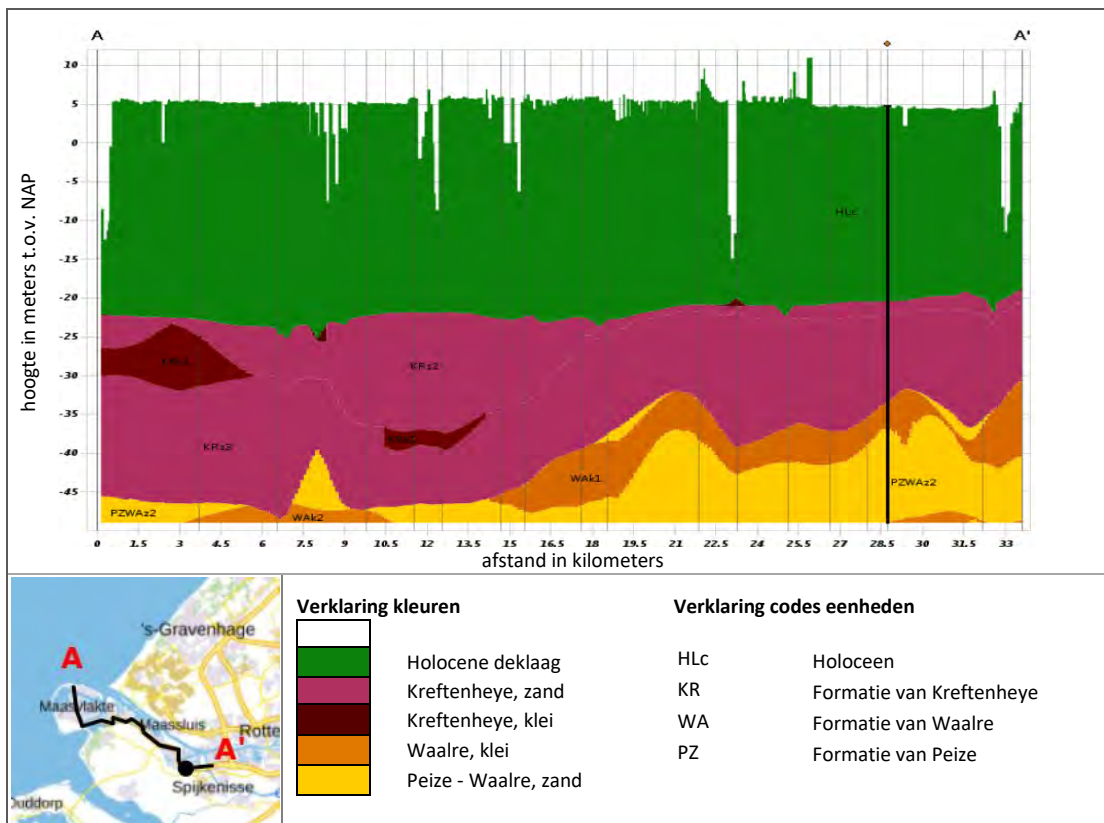 A A'
10
5
0
-5
-10
-15
-20
-25
-30
-35
-40
-45
hoogte in meters t.o.v. NAP
HLc
KRz2
KRz3
WAk1
PZWAz2
PZWAz2
WAk2
0 1.5 3 4.5 6 7.5 9 10.5 12 13.5 15 16.5 18 19.5 21 22.5 24 25.5 27 28.5 30 31.5 33
afstand in kilometers
's-Gravenhage
A
Maasvlakte
Maassluis
Rotte
A'
Spijkenisse
Ouddorp
Verklaring kleuren
Holocene deklaag
Kreftenheye, zand
Kreftenheye, klei
Waalre, klei
Peize - Waalre, zand
Verklaring codes eenheden
HLc Holoceen
KR Formatie van Kreftenheye
WA Formatie van Waalre
PZ Formatie van Peize